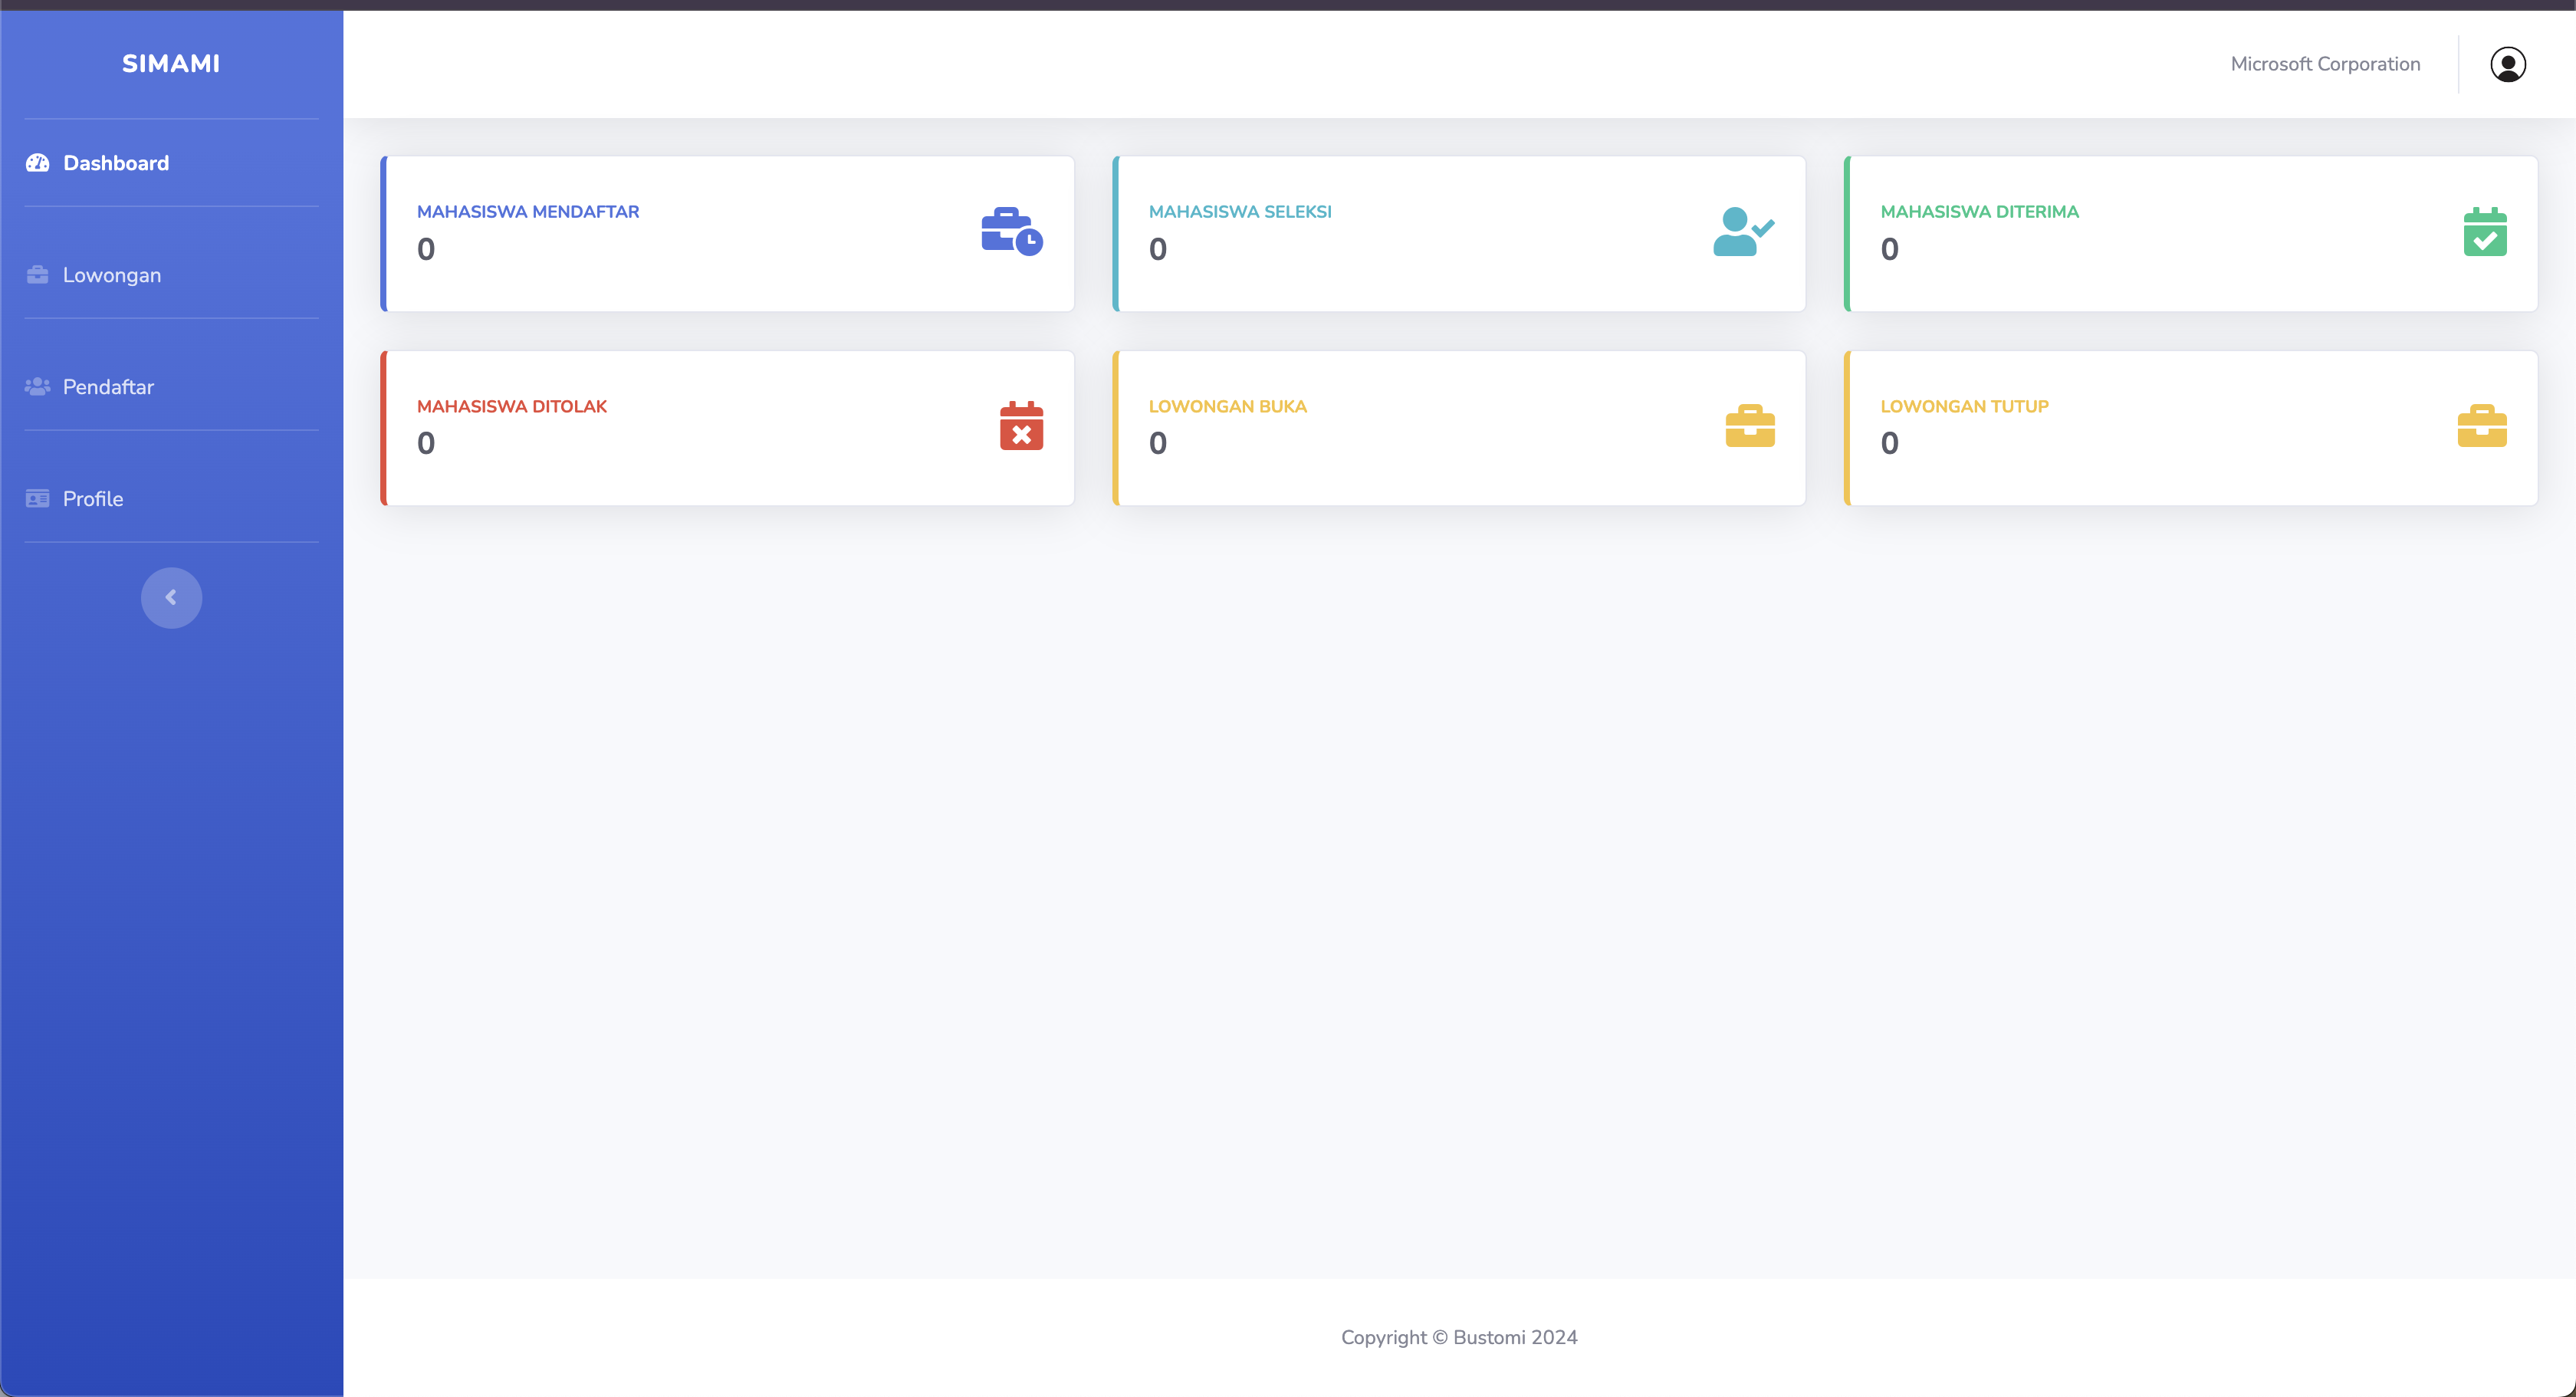 SIMAMI
Microsoft Corporation
Dashboard
Lowongan
Pendaftar
Profile
MAHASISWA MENDAFTAR
0
MAHASISWA SELEKSI
0
MAHASISWA DITERIMA
0
MAHASISWA DITOLAK
0
LOWONGAN BUKA
0
LOWONGAN TUTUP
0
Copyright © Bustomi 2024